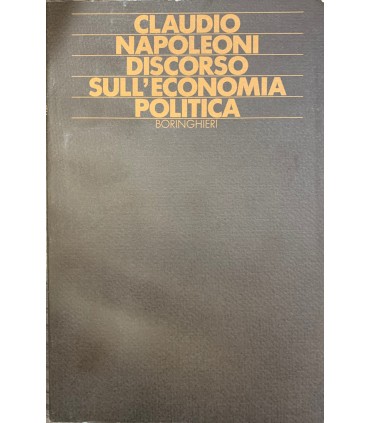 CLAUDIO
NAPOLEONI
DISCORSO
SULL'ECONOMIA
POLITICA
BORINGHIERI